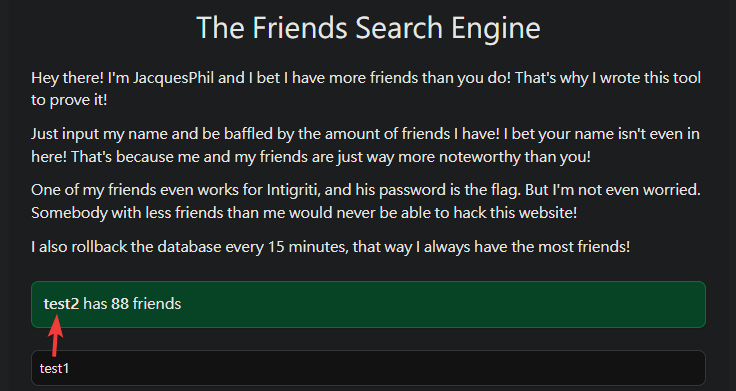 The Friends Search Engine
Hey there! I'm JacquesPhil and I bet I have more friends than you do! That's why I wrote this tool
to prove it!
Just input my name and be baffled by the amount of friends I have! I bet your name isn't even in
here! That's because me and my friends are just way more noteworthy than you!
One of my friends even works for Intigriti, and his password is the flag. But I'm not even worried.
Somebody with less friends than me would never be able to hack this website!
I also rollback the database every 15 minutes, that way I always have the most friends!
test2 has 88 friends
test1